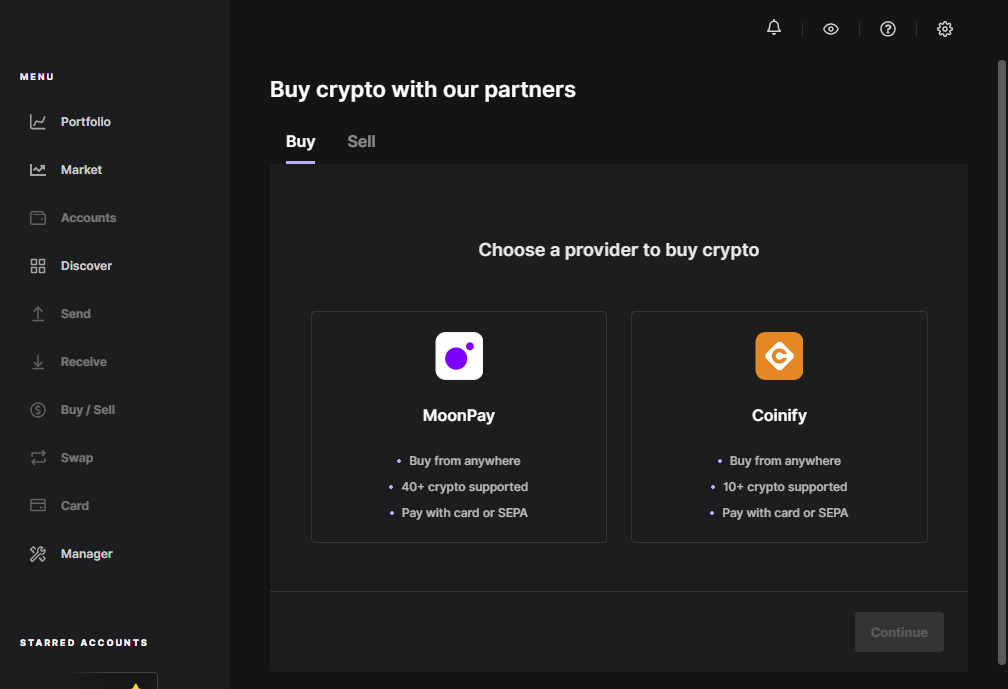 MENU
Portfolio
Market
Accounts
Discover
Send
Receive
Buy / Sell
Swap
Card
Manager
STARRED ACCOUNTS
Buy crypto with our partners
Buy Sell
Choose a provider to buy crypto
MoonPay
• Buy from anywhere
• 40+ crypto supported
• Pay with card or SEPA
Coinify
• Buy from anywhere
• 10+ crypto supported
• Pay with card or SEPA
Continue